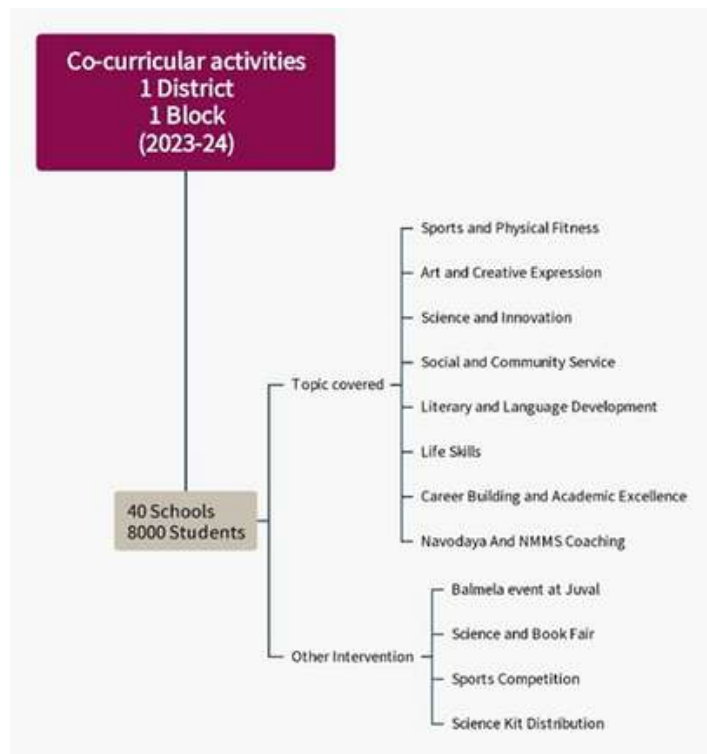 Co-curricular activities
1 District
1 Block
(2023-24)
40 Schools
8000 Students
Topic covered
Sports and Physical Fitness
Art and Creative Expression
Science and Innovation
Social and Community Service
Literary and Language Development
Life Skills
Career Building and Academic Excellence
Navodaya And NMMS Coaching
Other Intervention
Balmela event at Juval
Science and Book Fair
Sports Competition
Science Kit Distribution